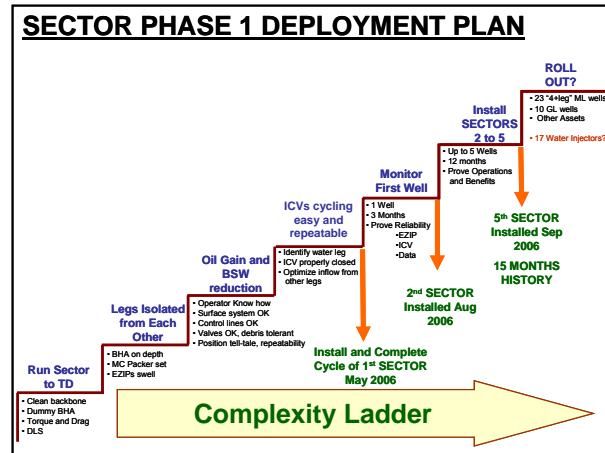 SECTOR PHASE 1 DEPLOYMENT PLAN
Run Sector
to TD
• Clean backbone
• Dummy BHA
• Torque and Drag
• DLS
Legs Isolated
from Each
Other
• BHA on depth
• MC Packer set
• EZIPs swell
Oil Gain and
BSW
reduction
• Operator Know how
• Surface system OK
• Control lines OK
• Valves OK, debris tolerant
• Position tell-tale, repeatability
ICVs cycling
easy and
repeatable
• Identify water leg
• ICV properly closed
• Optimize inflow from
other legs
Monitor
First Well
• 1 Well
• 3 Months
• Prove Reliability
•EZIP
•ICV
•Data
Install
SECTORS
2 to 5
• Up to 5 Wells
• 12 months
• Prove Operations
and Benefits
ROLL
OUT?
• 23 "4+leg" ML wells
• 10 GL wells
• Other Assets
• 17 Water Injectors?
Install and Complete
Cycle of 1st SECTOR
May 2006
2nd SECTOR
Installed Aug
2006
5th SECTOR
Installed Sep
2006
15 MONTHS
HISTORY
Complexity Ladder